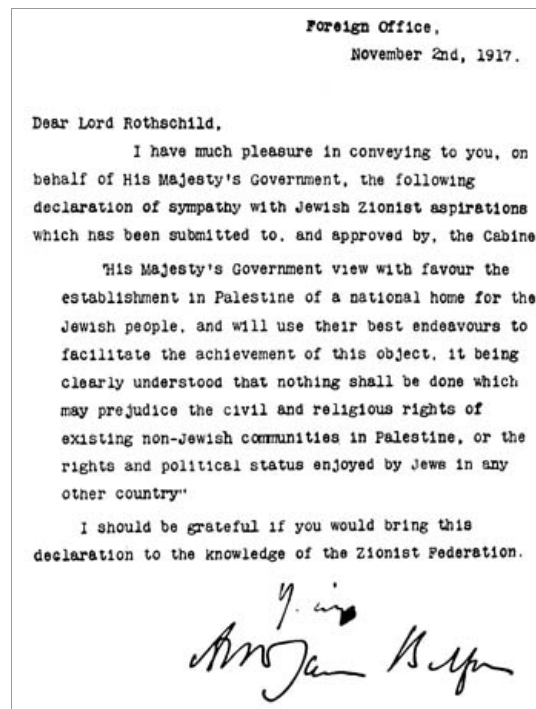 Foreign Office,
November 2nd, 1917.
Dear Lord Rothschild,
I have much pleasure in conveying to you, on
behalf of His Majesty's Government, the following
declaration of sympathy with Jewish Zionist aspirations
which has been submitted to, and approved by, the Cabine
"His Majesty's Government view with favour the
establishment in Palestine of a national home for the
Jewish people, and will use their best endeavours to
facilitate the achievement of this object, it being
clearly understood that nothing shall be done which
may prejudice the civil and religious rights of
existing non-Jewish communities in Palestine, or the
rights and political status enjoyed by Jews in any
other country"
I should be grateful if you would bring this
declaration to the knowledge of the Zionist Federation.
Balfour